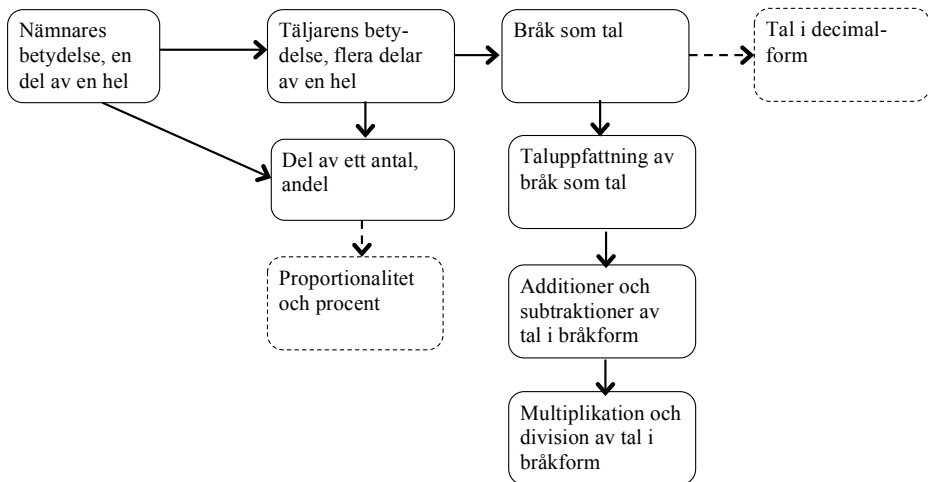 Nämnares
betydelse, en
del av en hel
Täljarens bety-
delse, flera delar
av en hel
Bråk som tal
Tal i decimal-
form
Del av ett antal,
andel
Taluppfattning av
bråk som tal
Proportionalitet
och procent
Additioner och
subtraktioner av
tal i bråkform
Multiplikation och
division av tal i
bråkform